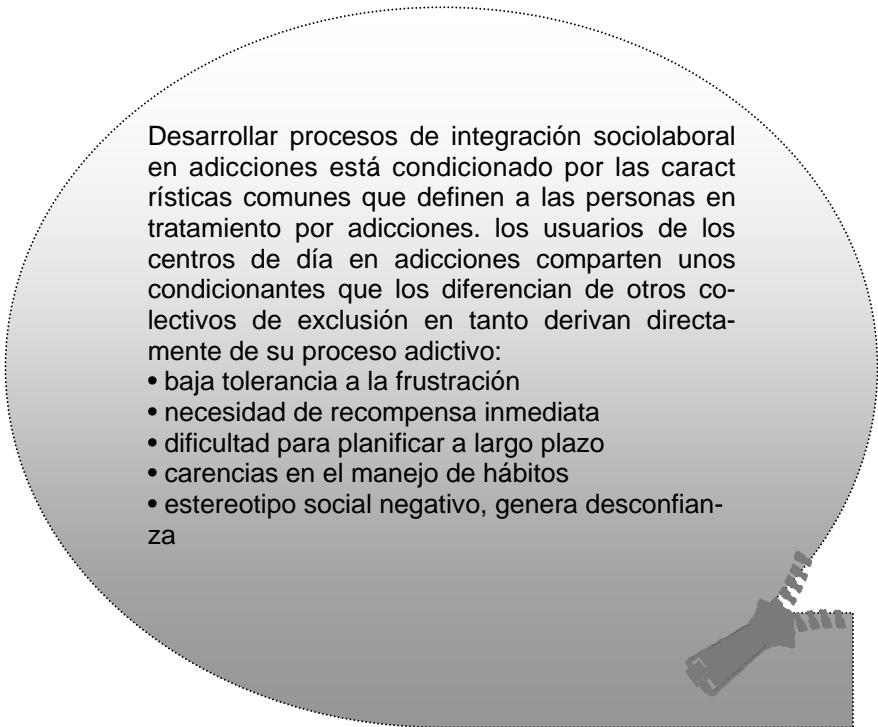 Desarrollar procesos de integración sociolaboral
en adicciones está condicionado por las caract
rísticas comunes que definen a las personas en
tratamiento por adicciones. los usuarios de los
centros de día en adicciones comparten unos
condicionantes que los diferencian de otros co-
lectivos de exclusión en tanto derivan directa-
mente de su proceso adictivo:
• baja tolerancia a la frustración
• necesidad de recompensa inmediata
• dificultad para planificar a largo plazo
• carencias en el manejo de hábitos
• estereotipo social negativo, genera desconfian-
za